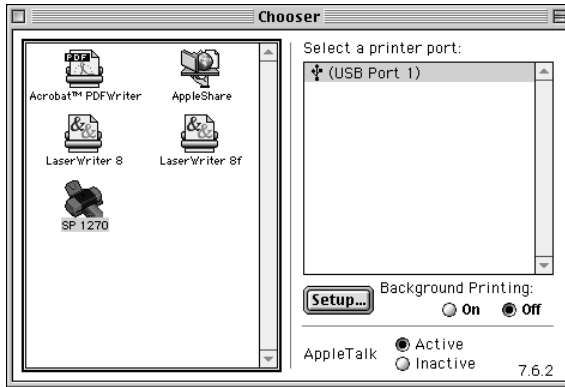 Chooser
PDF
Acrobat™ PDFWriter
AppleShare
LaserWriter 8
LaserWriter 8f
SP 1270
Select a printer port:
(USB Port 1)
Setup...
Background Printing:
On Off
AppleTalk
Active
Inactive
7.6.2